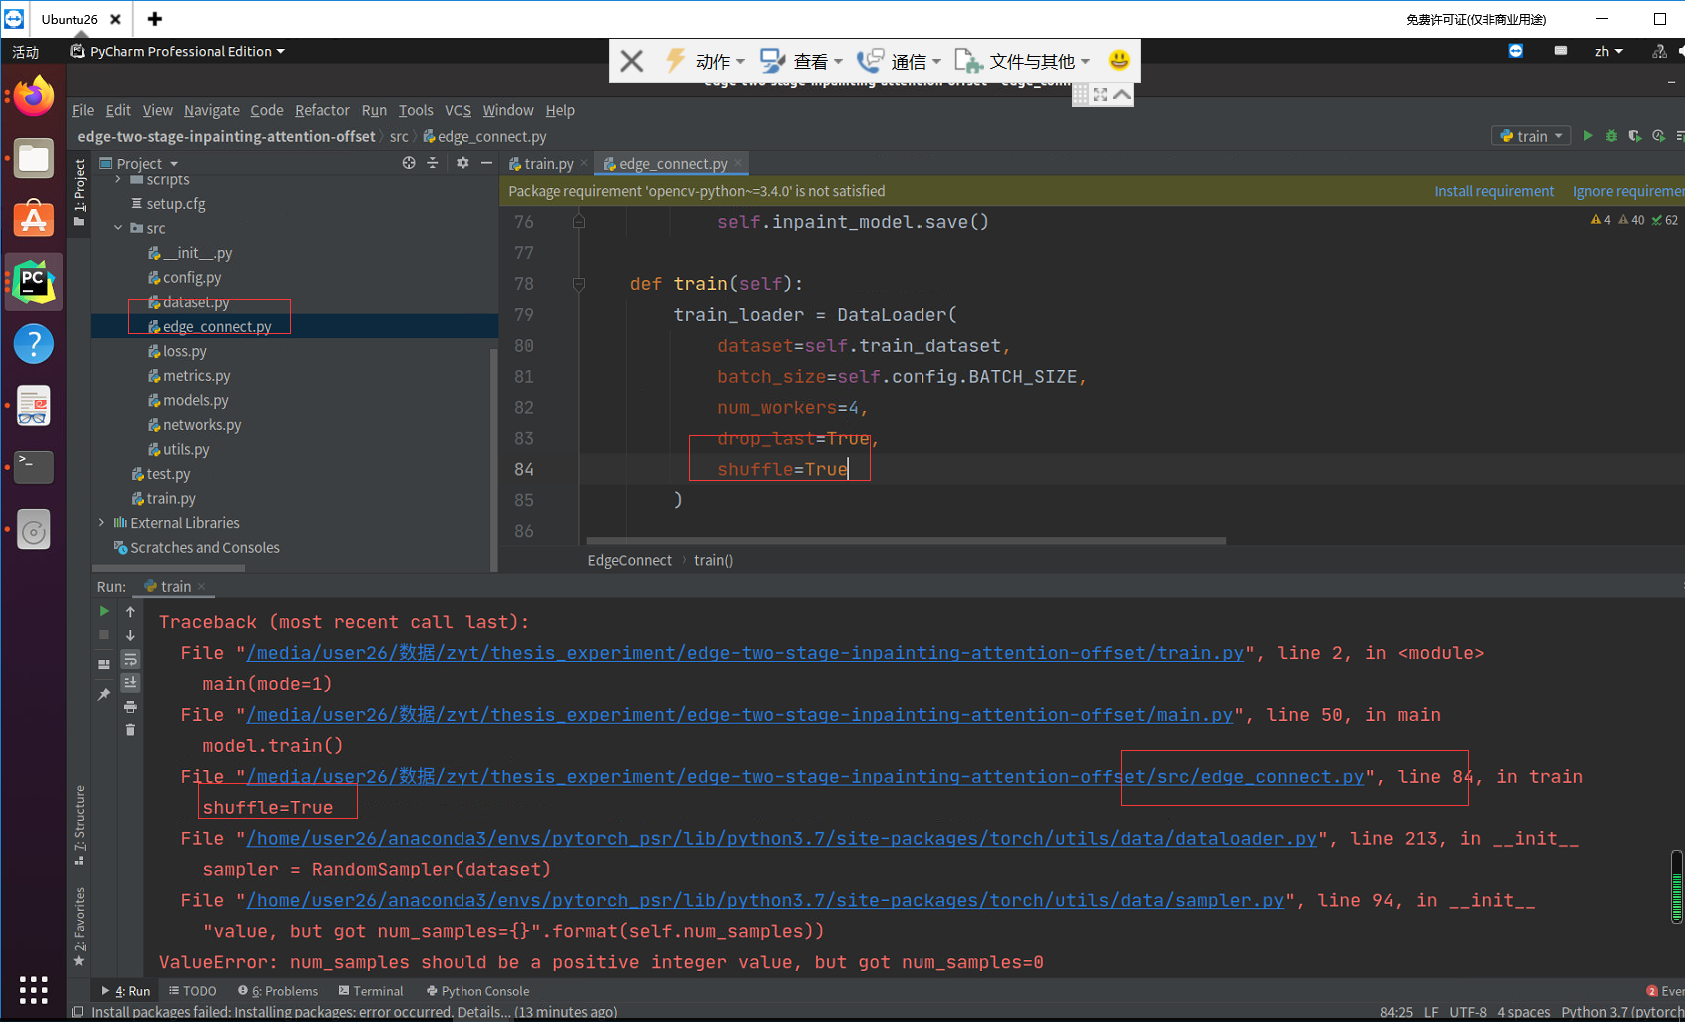 Ubuntu26
免费许可证(仅非商业用途)
活动
PyCharm Professional Edition
zh
动作
查看
通信
文件与其他
File Edit View Navigate Code Refactor Run Tools VCS Window Help
edge-two-stage-inpainting-attention-offset src edge_connect.py
train
Project
train.py
edge_connect.py
1: Project
scripts
setup.cfg
src
__init__.py
config.py
dataset.py
edge_connect.py
loss.py
metrics.py
models.py
networks.py
utils.py
test.py
train.py
External Libraries
Scratches and Consoles
Package requirement 'opencv-python~=3.4.0' is not satisfied
Install requirement
Ignore requiremen
4 40 62
76 self.inpaint_model.save()
77
78 def train(self):
79 train_loader = DataLoader(
80 dataset=self.train_dataset,
81 batch_size=self.config.BATCH_SIZE,
82 num_workers=4,
83 drop_last=True,
84 shuffle=True
85 )
86
EdgeConnect train()
Run: train
Traceback (most recent call last):
File "/media/user26/数据/zyt/thesis_experiment/edge-two-stage-inpainting-attention-offset/train.py", line 2, in <module>
main(mode=1)
File "/media/user26/数据/zyt/thesis_experiment/edge-two-stage-inpainting-attention-offset/main.py", line 50, in main
model.train()
File "/media/user26/数据/zyt/thesis_experiment/edge-two-stage-inpainting-attention-offset/src/edge_connect.py", line 84, in train
shuffle=True
File "/home/user26/anaconda3/envs/pytorch_psr/lib/python3.7/site-packages/torch/utils/data/dataloader.py", line 213, in __init__
sampler = RandomSampler(dataset)
File "/home/user26/anaconda3/envs/pytorch_psr/lib/python3.7/site-packages/torch/utils/data/sampler.py", line 94, in __init__
"value, but got num_samples={}".format(self.num_samples))
ValueError: num_samples should be a positive integer value, but got num_samples=0
7: Structure
2: Favorites
4: Run TODO 6: Problems Terminal Python Console
2 Ever
Install packages failed: Installing packages: error occurred. Details... (13 minutes ago)
84:25 LF UTF-8 4 spaces Python 3.7 (pytorch